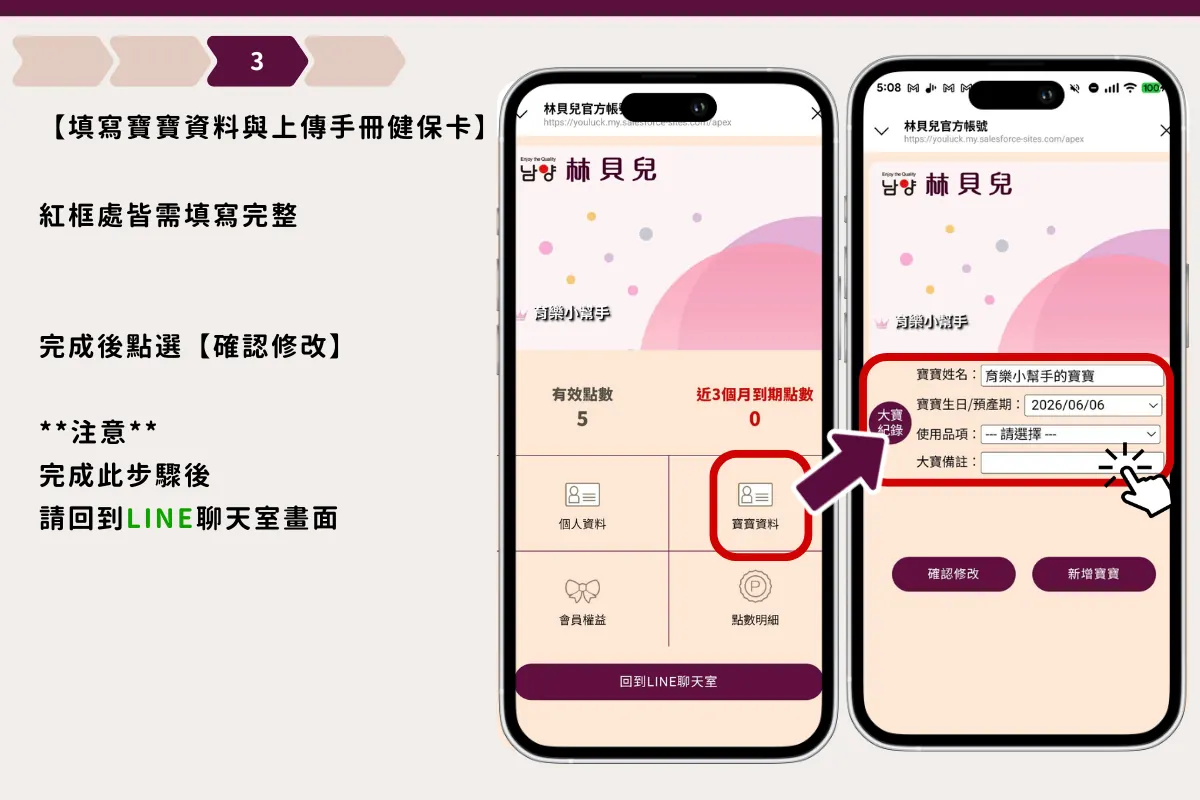 3
【填寫寶寶資料與上傳手冊健保卡】
紅框處皆需填寫完整
完成後點選【確認修改】
**注意**
完成此步驟後
請回到LINE聊天室畫面
林貝兒官方帳
https://youluck.my.salesforce-sites.com/apex
Enjoy the Quality
남양 林貝兒
育樂小幫手
有效點數
5
近3個月到期點數
0
個人資料
寶寶資料
會員權益
P
點數明細
回到LINE聊天室
5:08
100
林貝兒官方帳號
https://youluck.my.salesforce-sites.com/apex
Enjoy the Quality
남양 林貝兒
育樂小幫手
大寶
紀錄
寶寶姓名：育樂小幫手的寶寶
寶寶生日/預產期：2026/06/06
使用品項：--- 請選擇 ---
大寶備註：
確認修改
新增寶寶